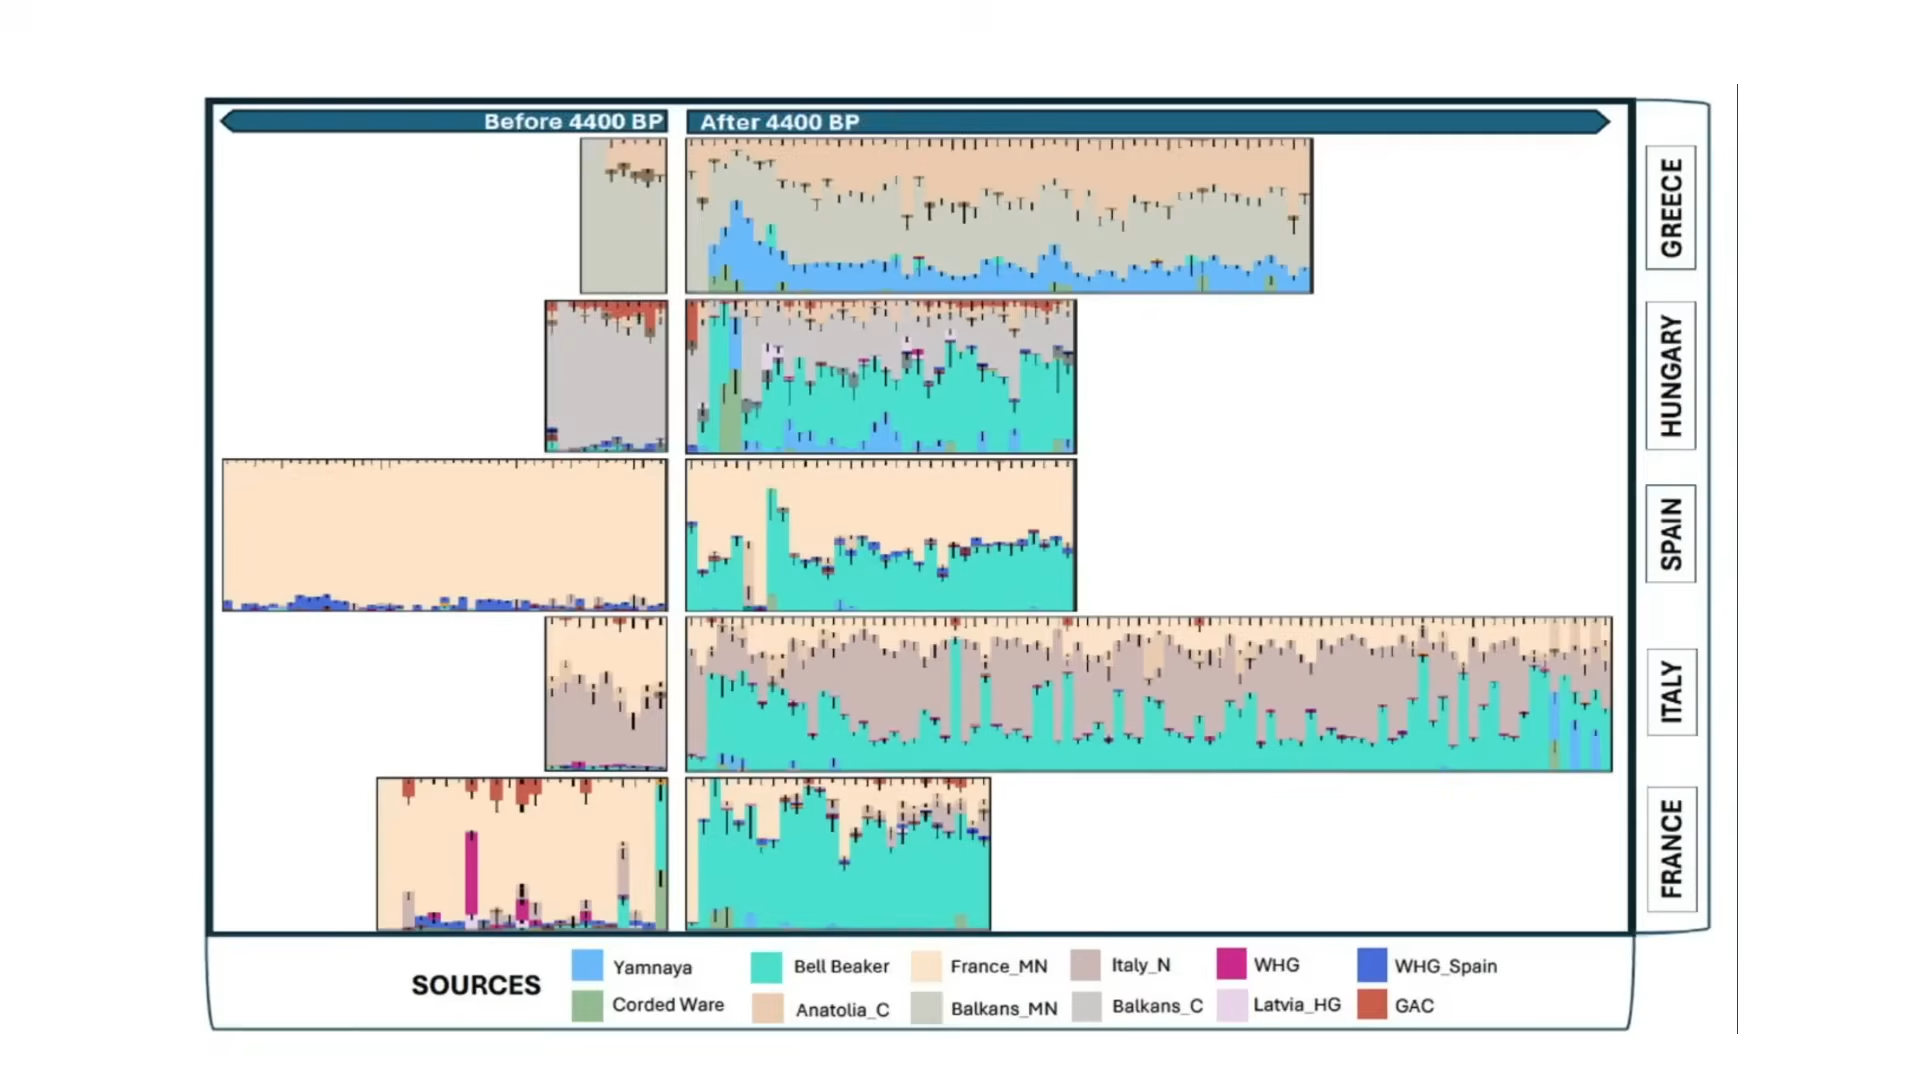 Before 4400 BP
After 4400 BP
GREECE
HUNGARY
SPAIN
ITALY
FRANCE
SOURCES
Yamnaya
Bell Beaker
France_MN
Italy_N
WHG
WHG_Spain
Corded Ware
Anatolia_C
Balkans_MN
Balkans_C
Latvia_HG
GAC